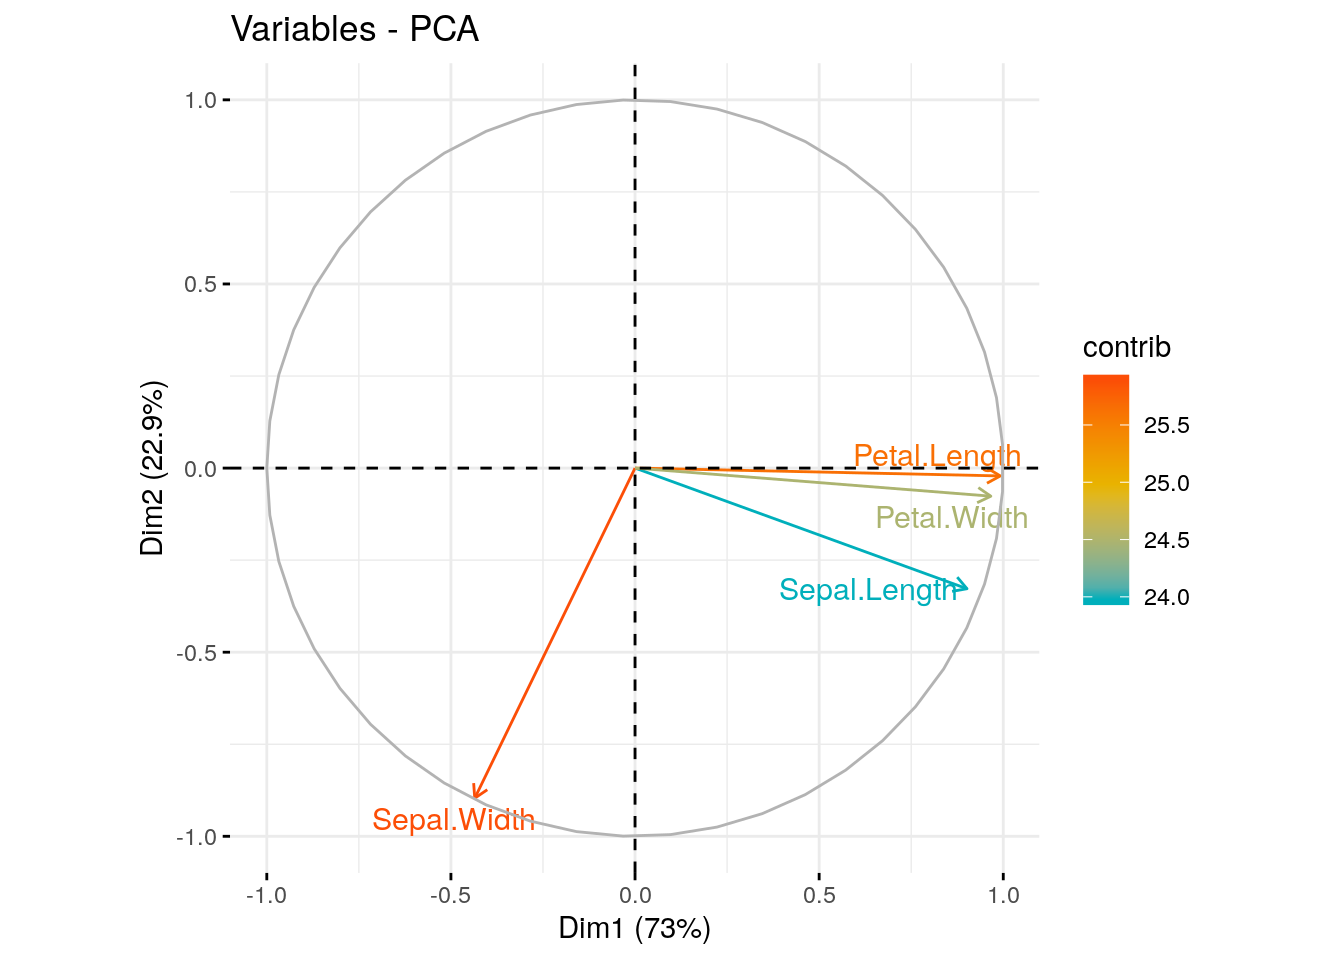 Variables - PCA
1.0
0.5
0.0
-0.5
-1.0
Dim2 (22.9%)
Petal.Length
Petal.Width
Sepal.Length
Sepal.Width
-1.0
-0.5
0.0
0.5
1.0
Dim1 (73%)
contrib
25.5
25.0
24.5
24.0